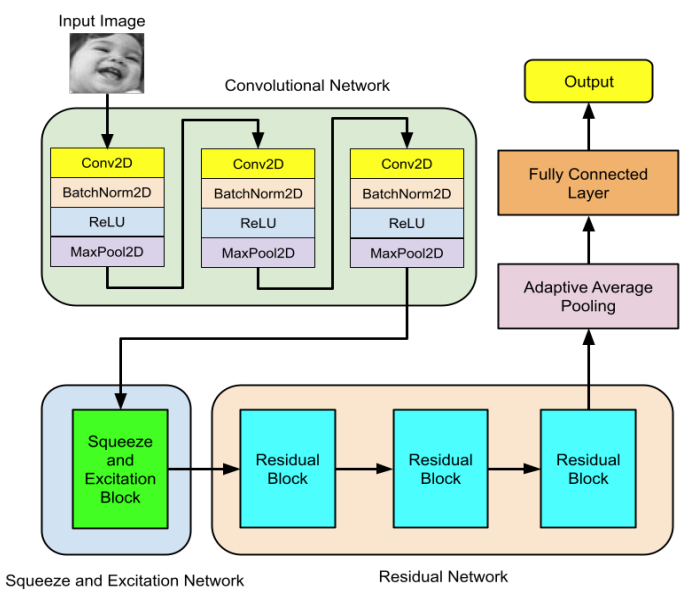 Input Image
Convolutional Network
Conv2D
BatchNorm2D
ReLU
MaxPool2D
Conv2D
BatchNorm2D
ReLU
MaxPool2D
Conv2D
BatchNorm2D
ReLU
MaxPool2D
Output
Fully Connected
Layer
Adaptive Average
Pooling
Squeeze
and
Excitation
Block
Residual
Block
Residual
Block
Residual
Block
Squeeze and Excitation Network
Residual Network